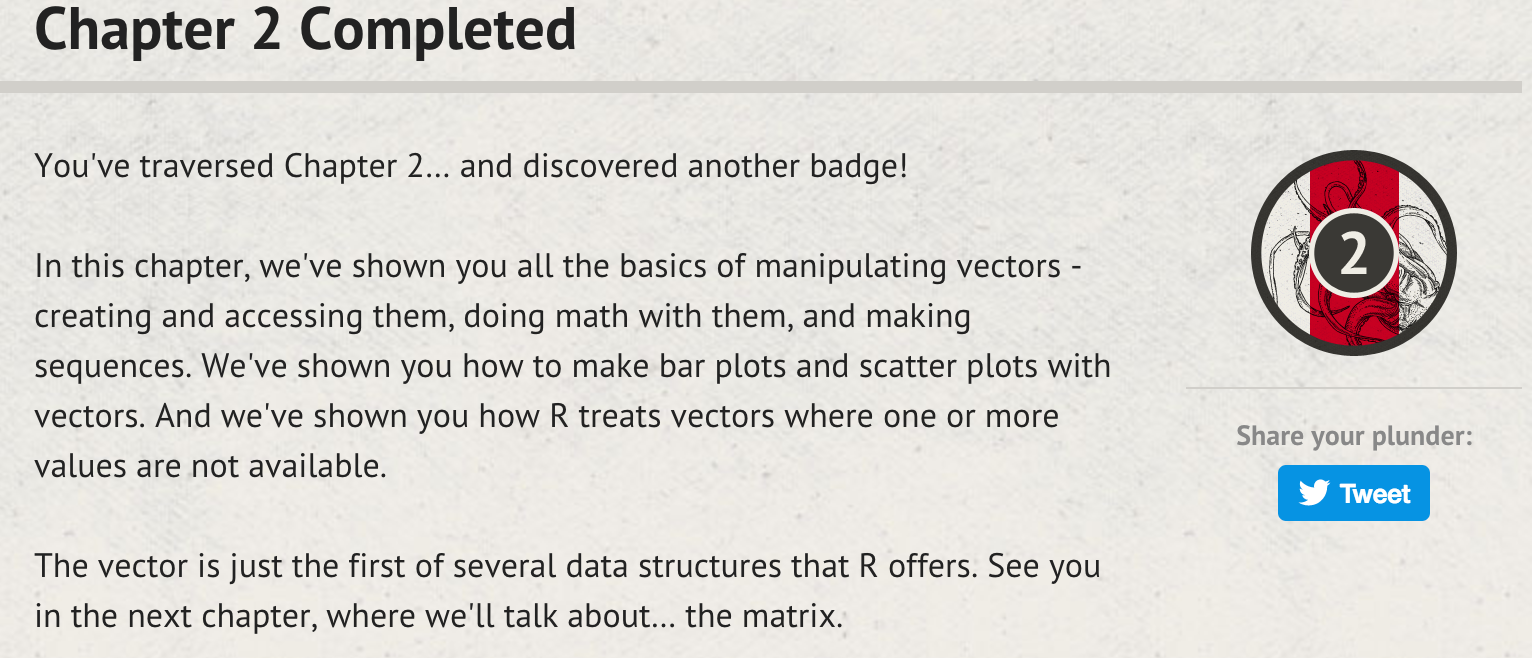 Chapter 2 Completed
You've traversed Chapter 2... and discovered another badge!
In this chapter, we've shown you all the basics of manipulating vectors -
creating and accessing them, doing math with them, and making
sequences. We've shown you how to make bar plots and scatter plots with
vectors. And we've shown you how R treats vectors where one or more
values are not available.
The vector is just the first of several data structures that R offers. See you
in the next chapter, where we'll talk about... the matrix.
2
Share your plunder:
Tweet